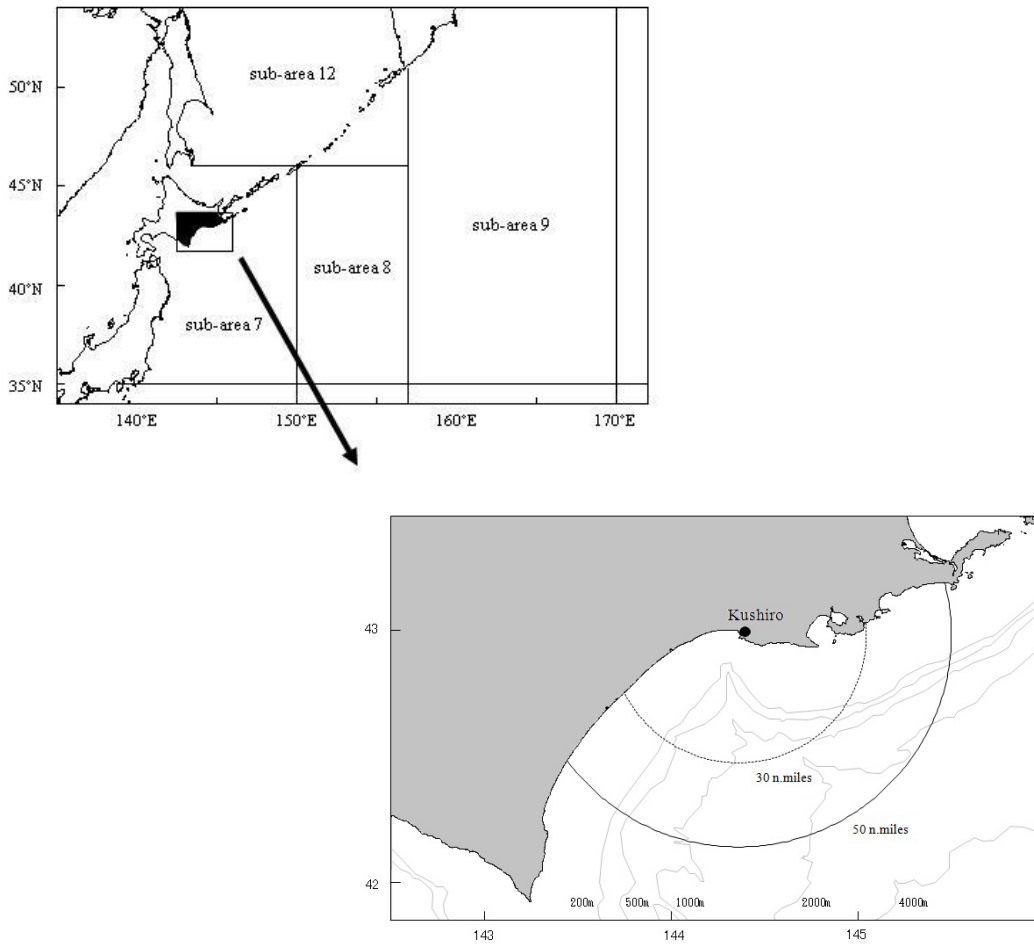 50°N
sub-area 12
45°N
sub-area 9
sub-area 8
40°N
sub-area 7
35°N
140°E 150°E 160°E 170°E
Kushiro
43
30 n.miles
50 n.miles
42
200m 500m 1000m 2000m 4000m
143 144 145